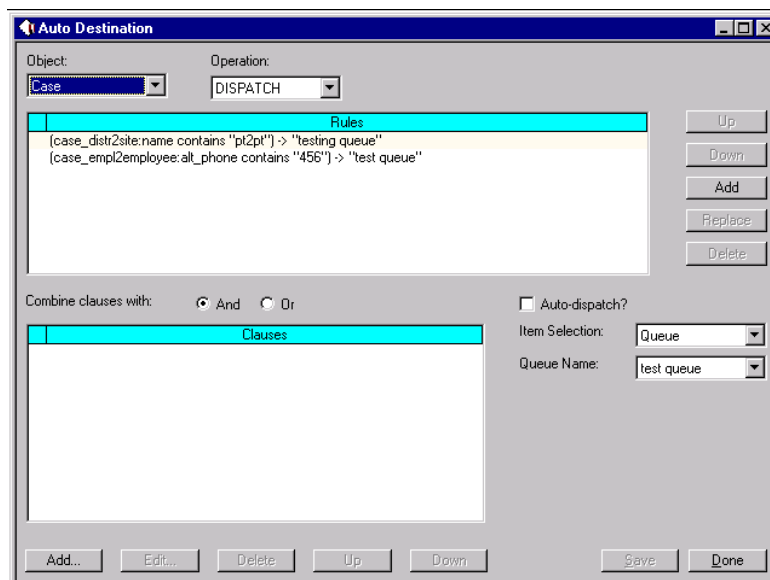 Auto Destination
Object: Operation:
Case DISPATCH
Rules
(case_distr2site:name contains "pt2pt") -> "testing queue"
(case_empl2employee:alt_phone contains "456") -> "test queue"
Up
Down
Add
Replace
Delete
Combine clauses with: And Or
Auto-dispatch?
Clauses
Item Selection: Queue
Queue Name: test queue
Add... Edit... Delete Up Down Save Done